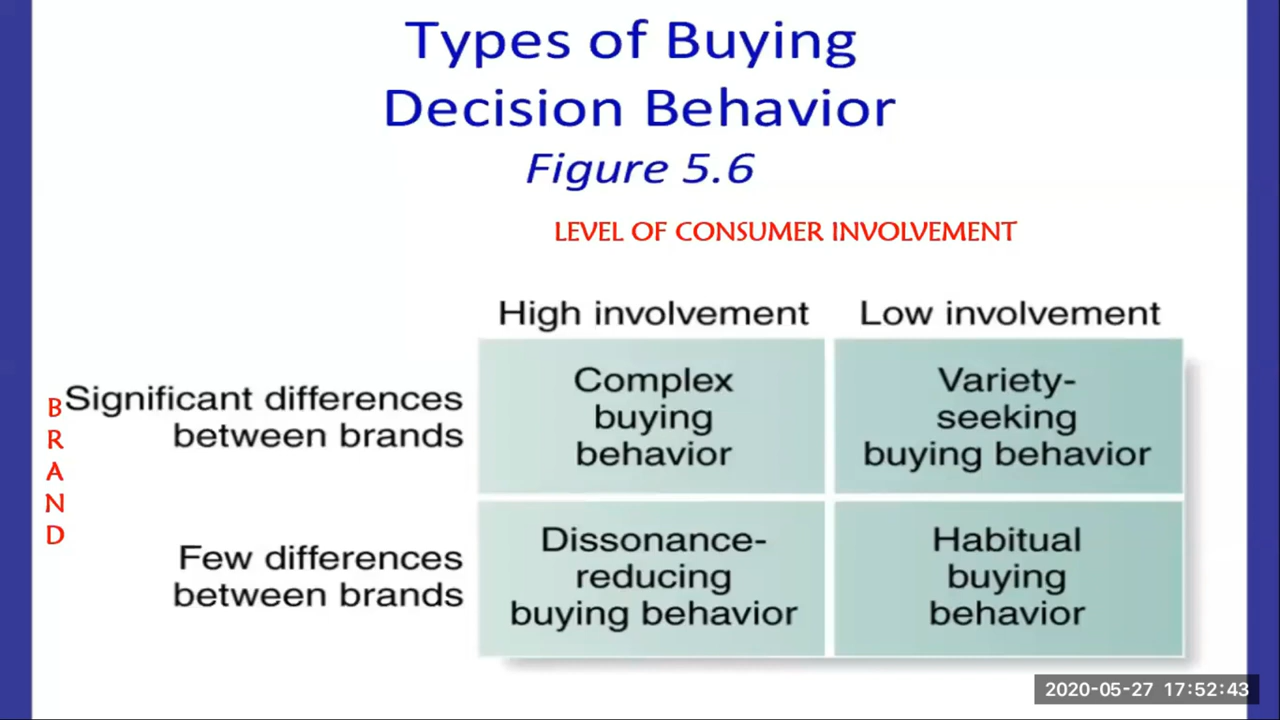 Types of Buying
Decision Behavior
Figure 5.6
LEVEL OF CONSUMER INVOLVEMENT
High involvement
Low involvement
BRAND
Significant differences
between brands
Complex
buying
behavior
Variety-
seeking
buying behavior
Few differences
between brands
Dissonance-
reducing
buying behavior
Habitual
buying
behavior
2020-05-27 17:52:43